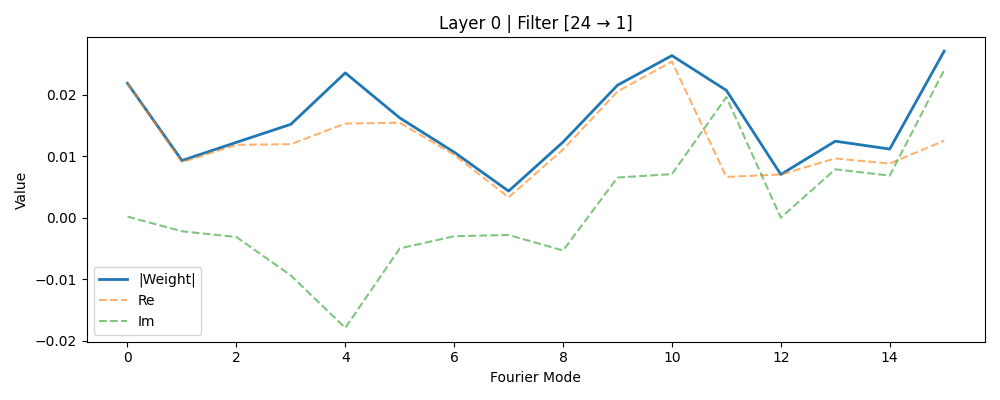 Layer 0 | Filter [24 → 1]
Value
0.02
0.01
0.00
−0.01
−0.02
|Weight|
Re
Im
0 2 4 6 8 10 12 14
Fourier Mode